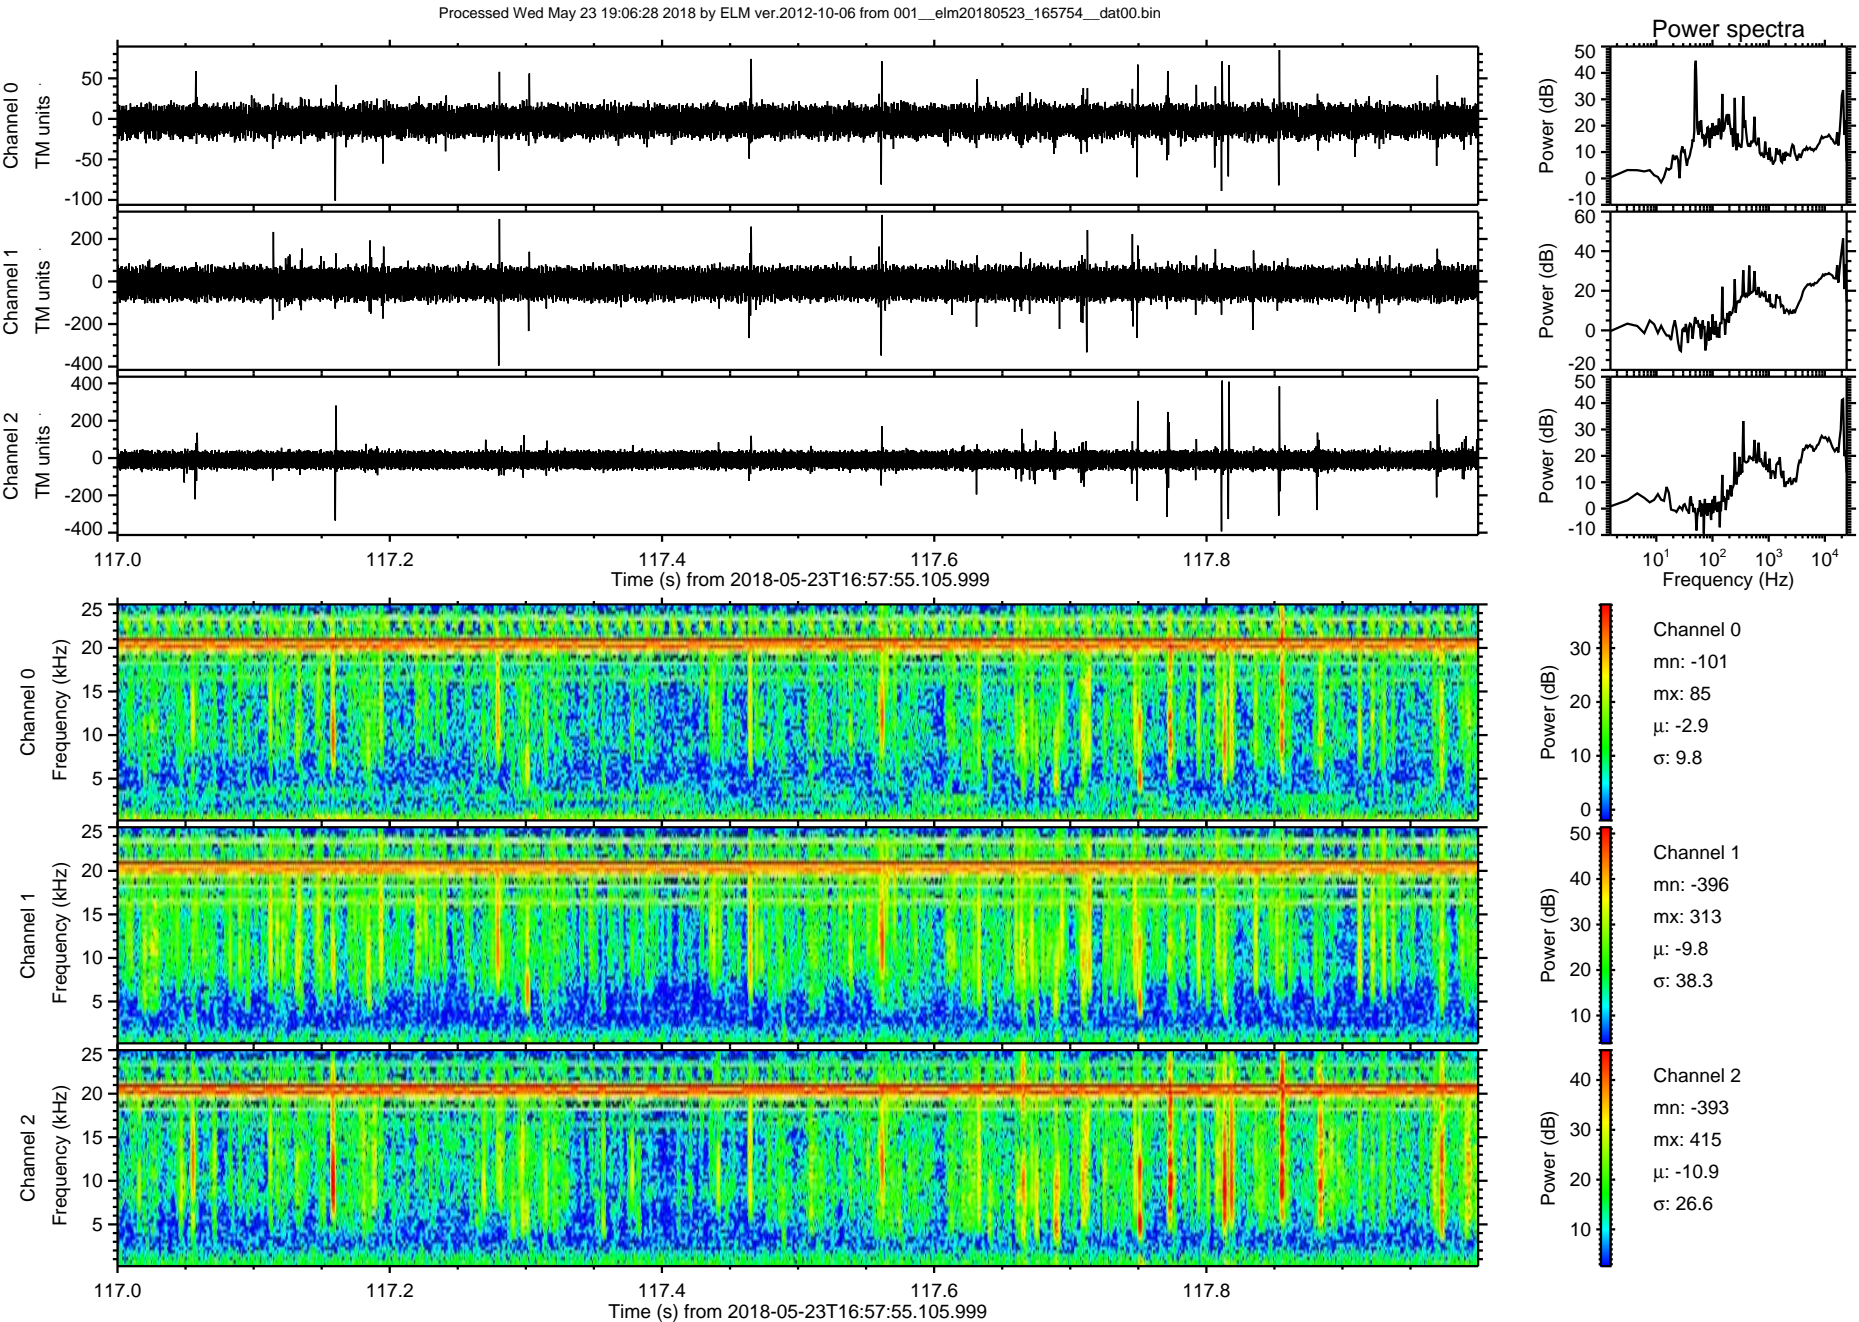 Processed Wed May 23 19:06:28 2018 by ELM ver.2012-10-06 from 001__elm20180523_165754__dat00.bin
Power spectra
Channel 0
TM units
50
0
-50
-100
Power (dB)
50
40
30
20
10
0
-10
Channel 1
TM units
200
0
-200
-400
Power (dB)
60
40
20
0
-20
Channel 2
TM units
400
200
0
-200
-400
Power (dB)
50
40
30
20
10
0
-10
117.0 117.2 117.4 117.6 117.8
Time (s) from 2018-05-23T16:57:55.105.999
10¹ 10² 10³ 10⁴
Frequency (Hz)
Channel 0
Frequency (kHz)
25
20
15
10
5
Power (dB)
30
20
10
0
Channel 0
mn: -101
mx: 85
μ: -2.9
σ: 9.8
Channel 1
Frequency (kHz)
25
20
15
10
5
Power (dB)
50
40
30
20
10
Channel 1
mn: -396
mx: 313
μ: -9.8
σ: 38.3
Channel 2
Frequency (kHz)
25
20
15
10
5
Power (dB)
40
30
20
10
Channel 2
mn: -393
mx: 415
μ: -10.9
σ: 26.6
117.0 117.2 117.4 117.6 117.8
Time (s) from 2018-05-23T16:57:55.105.999